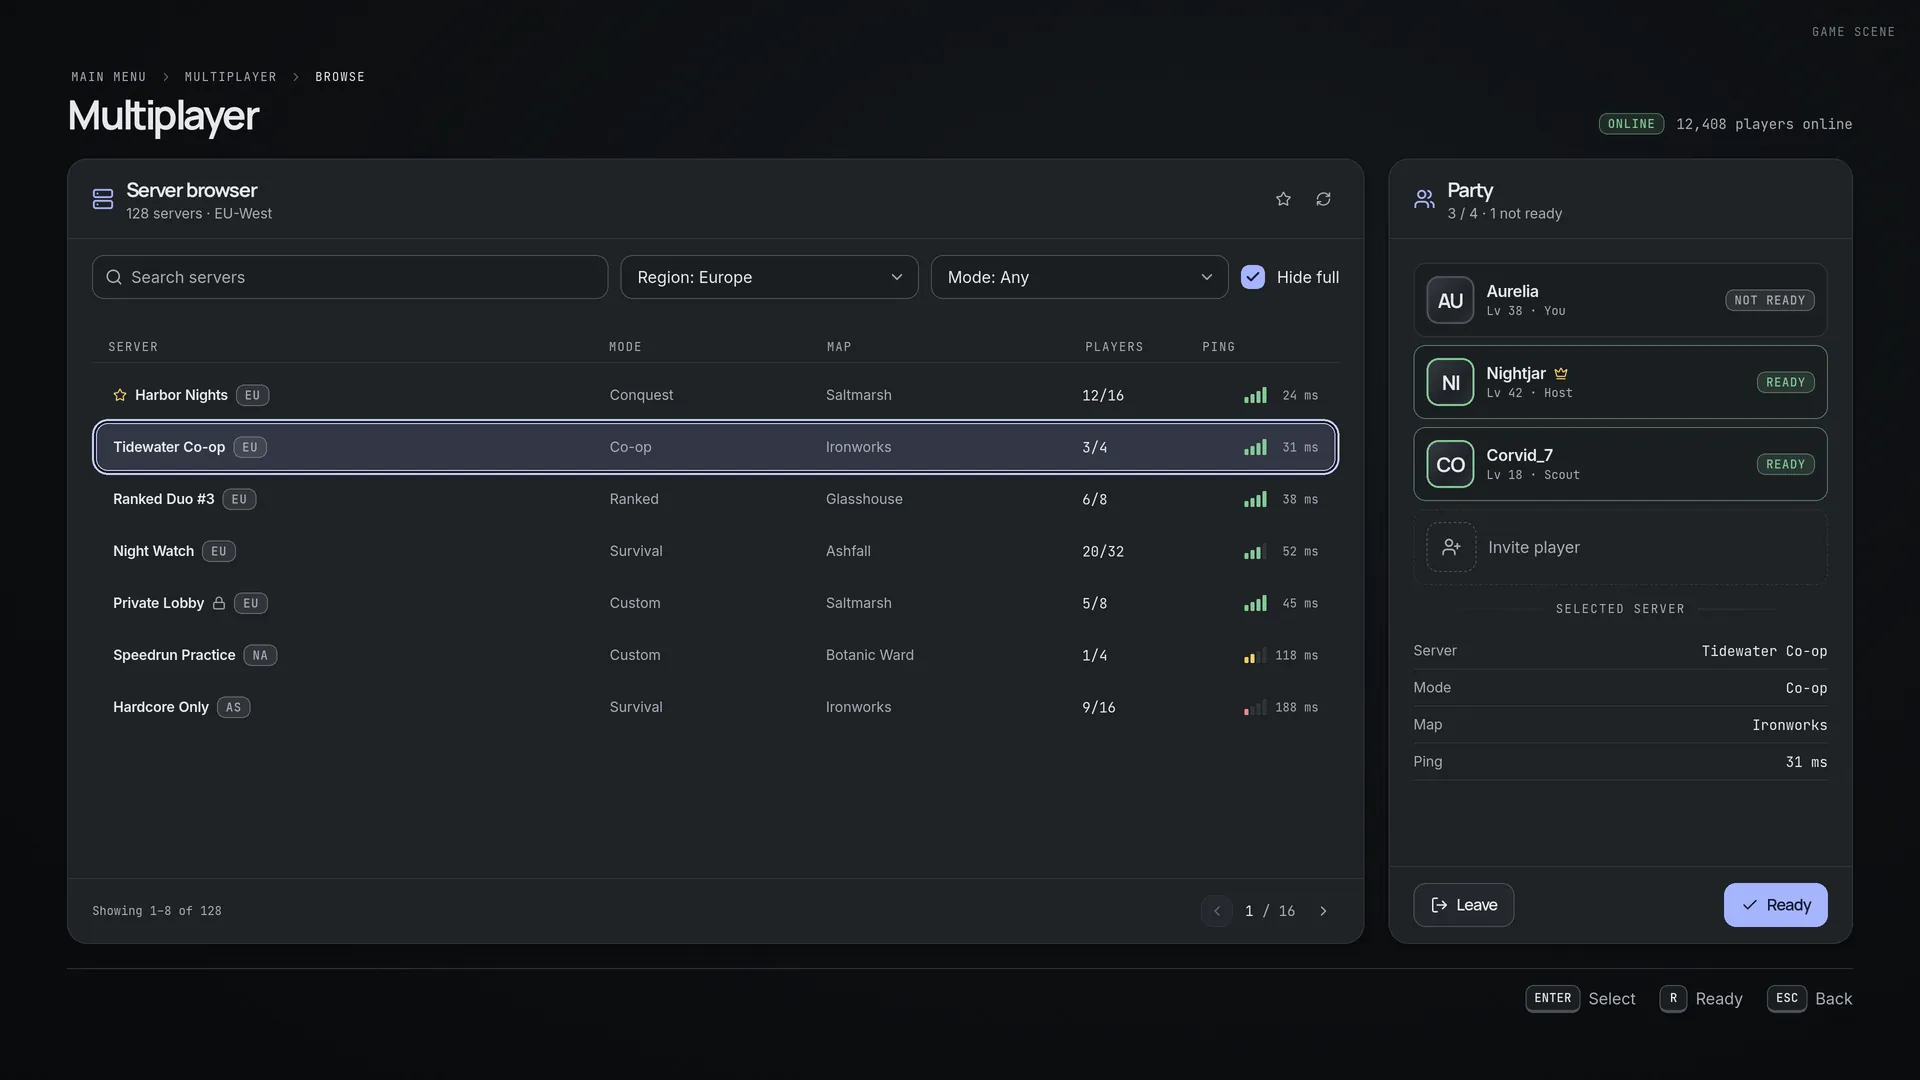 GAME SCENE
MAIN MENU > MULTIPLAYER > BROWSE
Multiplayer
ONLINE 12,408 players online
Server browser
128 servers · EU-West
Search servers
Region: Europe
Mode: Any
Hide full
SERVER MODE MAP PLAYERS PING
Harbor Nights EU Conquest Saltmarsh 12/16 24 ms
Tidewater Co-op EU Co-op Ironworks 3/4 31 ms
Ranked Duo #3 EU Ranked Glasshouse 6/8 38 ms
Night Watch EU Survival Ashfall 20/32 52 ms
Private Lobby EU Custom Saltmarsh 5/8 45 ms
Speedrun Practice NA Custom Botanic Ward 1/4 118 ms
Hardcore Only AS Survival Ironworks 9/16 188 ms
Showing 1–8 of 128
1 / 16
Party
3 / 4 · 1 not ready
AU Aurelia NOT READY
Lv 38 · You
NI Nightjar READY
Lv 42 · Host
CO Corvid_7 READY
Lv 18 · Scout
Invite player
SELECTED SERVER
Server Tidewater Co-op
Mode Co-op
Map Ironworks
Ping 31 ms
Leave
Ready
ENTER Select R Ready ESC Back